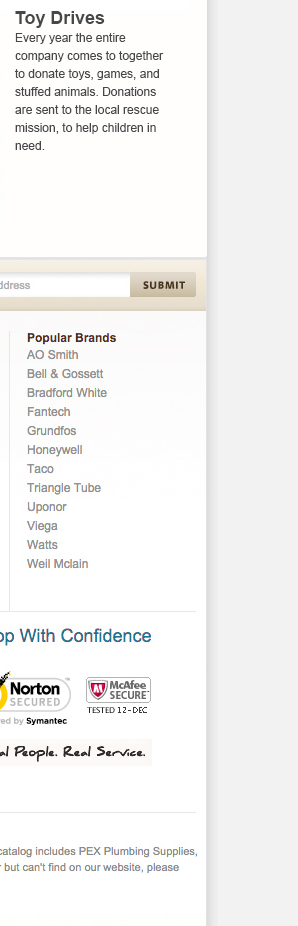 Toy Drives
Every year the entire
company comes to together
to donate toys, games, and
stuffed animals. Donations
are sent to the local rescue
mission, to help children in
need.
ddress
SUBMIT
Popular Brands
AO Smith
Bell & Gossett
Bradford White
Fantech
Grundfos
Honeywell
Taco
Triangle Tube
Uponor
Viega
Watts
Weil Mclain
op With Confidence
Norton
SECURED
ed by Symantec
McAfee
SECURE
TESTED 12-DEC
al People. Real Service.
catalog includes PEX Plumbing Supplies,
but can't find on our website, please